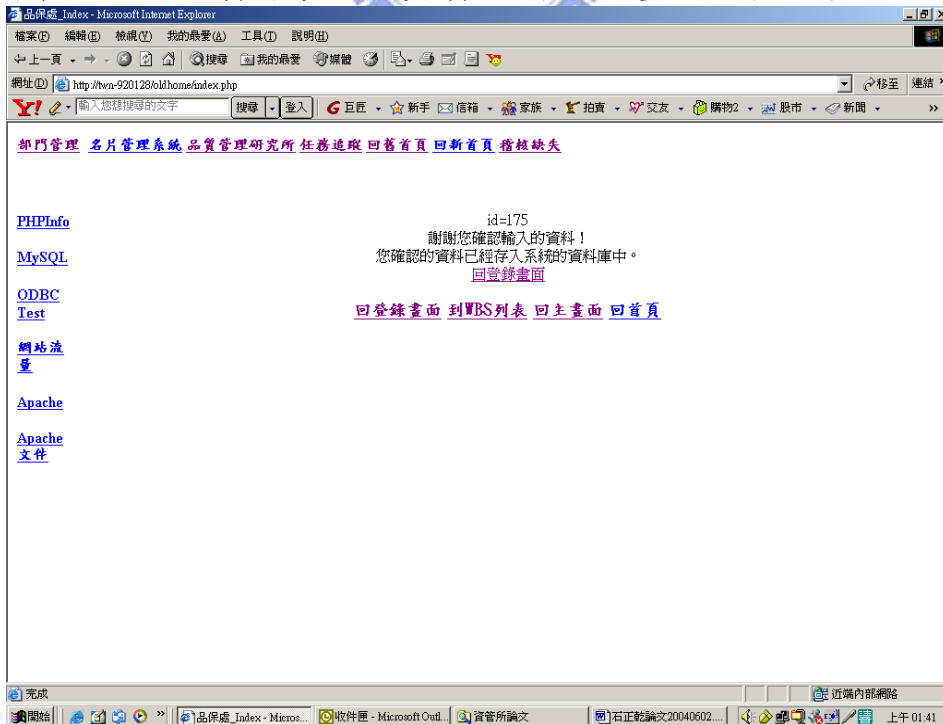 品保處_Index - Microsoft Internet Explorer
檔案(F) 編輯(E) 檢視(V) 我的最愛(A) 工具(T) 說明(H)
上一頁 搜尋 我的最愛 媒體
網址(D) http://twn-920128/oldhome/index.php 移至 連結 »
Y! 輸入您想搜尋的文字 搜尋 登入 G 巨匠 新手 信箱 家族 拍賣 交友 購物2 股市 新聞 »
部門管理 名片管理系統 品質管理研究所 任務追蹤 回舊首頁 回新首頁 稽核缺失
PHPInfo
id=175
謝謝您確認輸入的資料！
您確認的資料已經存入系統的資料庫中。
回登錄畫面
MySQL
ODBC
Test
回登錄畫面 到WBS列表 回主畫面 回首頁
網站流
量
Apache
Apache
文件
完成 近端內部網路
開始 » 品保處_Index - Micros... 收件匣 - Microsoft Outl... 資管所論文 石正乾論文20040602.... 上午 01:41